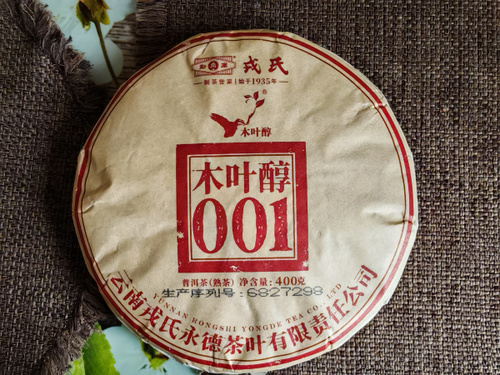 戎氏
制茶世家|始于1935年
®
木叶醇
木叶醇
001
普洱茶(熟茶) 净含量:400克
生产序列号:6827298
YUNNAN RONGSHI YONGDE TEA CO., LTD
云南戎氏永德茶叶有限责任公司